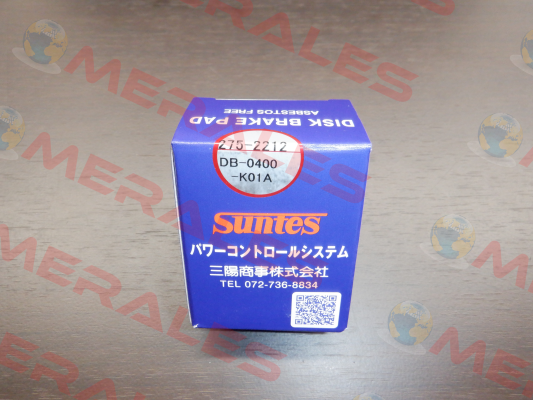 MERALES
MERALES
DISK BRAKE PAD
ASBESTOS FREE
275-2212
DB-0400
-K01A
Suntes
パワーコントロールシステム
三陽商事株式会社
TEL 072-736-8834
MERALES
MERALES